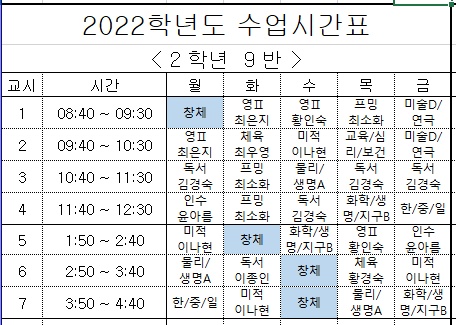 2022학년도 수업시간표
< 2 학년 9 반 >
교시 시간 월 화 수 목 금
1 08:40 ~ 09:30 창체 영Ⅱ 최은지 영Ⅱ 황인숙 프밍 최소화 미술D/ 연극
2 09:40 ~ 10:30 영Ⅱ 최은지 체육 최우영 미적 이나현 교육/심 리/보건 미술D/ 연극
3 10:40 ~ 11:30 독서 김경숙 프밍 최소화 물리/ 생명A 독서 김경숙 독서 김경숙
4 11:40 ~ 12:30 인수 윤아름 프밍 최소화 독서 김경숙 화학/생 명/지구B 한/중/일
5 1:50 ~ 2:40 미적 이나현 창체 화학/생 명/지구B 영Ⅱ 황인숙 인수 윤아름
6 2:50 ~ 3:40 물리/ 생명A 독서 이종인 창체 체육 황경숙 미적 이나현
7 3:50 ~ 4:40 한/중/일 미적 이나현 창체 물리/ 생명A 화학/생 명/지구B